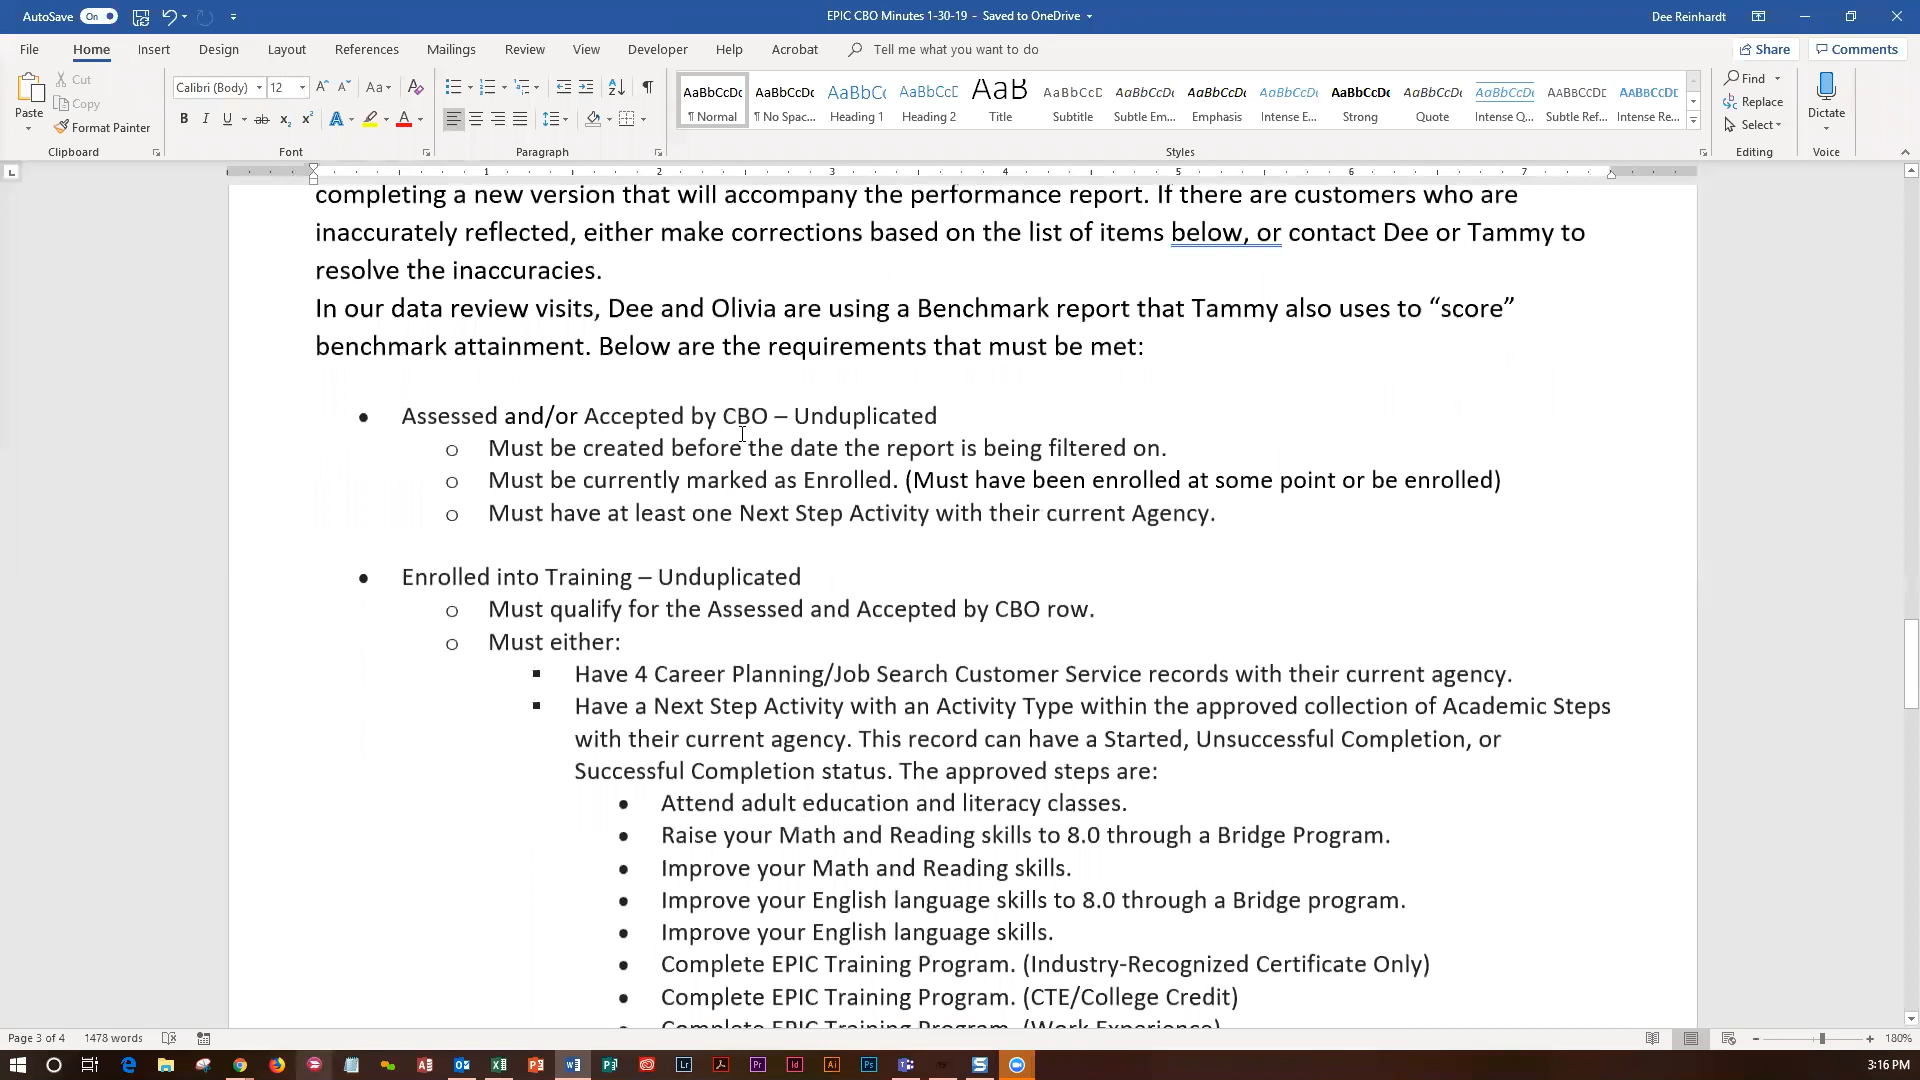 AutoSave On EPIC CBO Minutes 1-30-19 - Saved to OneDrive Dee Reinhardt
File Home Insert Design Layout References Mailings Review View Developer Help Acrobat Tell me what you want to do Share Comments
Paste Cut Copy Format Painter
Calibri (Body) 12
AaBbCcDc AaBbCcDc AaBbCc AaBbCcD AaB AaBbCcD AaBbCcDc AaBbCcDc AaBbCcDc AaBbCcDc AaBbCcDc AaBbCcDc AaBbCcDd AaBbCcDc
¶ Normal ¶ No Spac... Heading 1 Heading 2 Title Subtitle Subtle Em... Emphasis Intense E... Strong Quote Intense Q... Subtle Ref... Intense Re...
Find Replace Select Dictate
Clipboard Font Paragraph Styles Editing Voice
1 2 3 4 5 6 7
completing a new version that will accompany the performance report. If there are customers who are
inaccurately reflected, either make corrections based on the list of items below, or contact Dee or Tammy to
resolve the inaccuracies.
In our data review visits, Dee and Olivia are using a Benchmark report that Tammy also uses to “score”
benchmark attainment. Below are the requirements that must be met:
• Assessed and/or Accepted by CBO – Unduplicated
o Must be created before the date the report is being filtered on.
o Must be currently marked as Enrolled. (Must have been enrolled at some point or be enrolled)
o Must have at least one Next Step Activity with their current Agency.
• Enrolled into Training – Unduplicated
o Must qualify for the Assessed and Accepted by CBO row.
o Must either:
▪ Have 4 Career Planning/Job Search Customer Service records with their current agency.
▪ Have a Next Step Activity with an Activity Type within the approved collection of Academic Steps
with their current agency. This record can have a Started, Unsuccessful Completion, or
Successful Completion status. The approved steps are:
• Attend adult education and literacy classes.
• Raise your Math and Reading skills to 8.0 through a Bridge Program.
• Improve your Math and Reading skills.
• Improve your English language skills to 8.0 through a Bridge program.
• Improve your English language skills.
• Complete EPIC Training Program. (Industry-Recognized Certificate Only)
• Complete EPIC Training Program. (CTE/College Credit)
• Complete EPIC Training Program. (Work Experience)
Page 3 of 4 1478 words 180%
3:16 PM